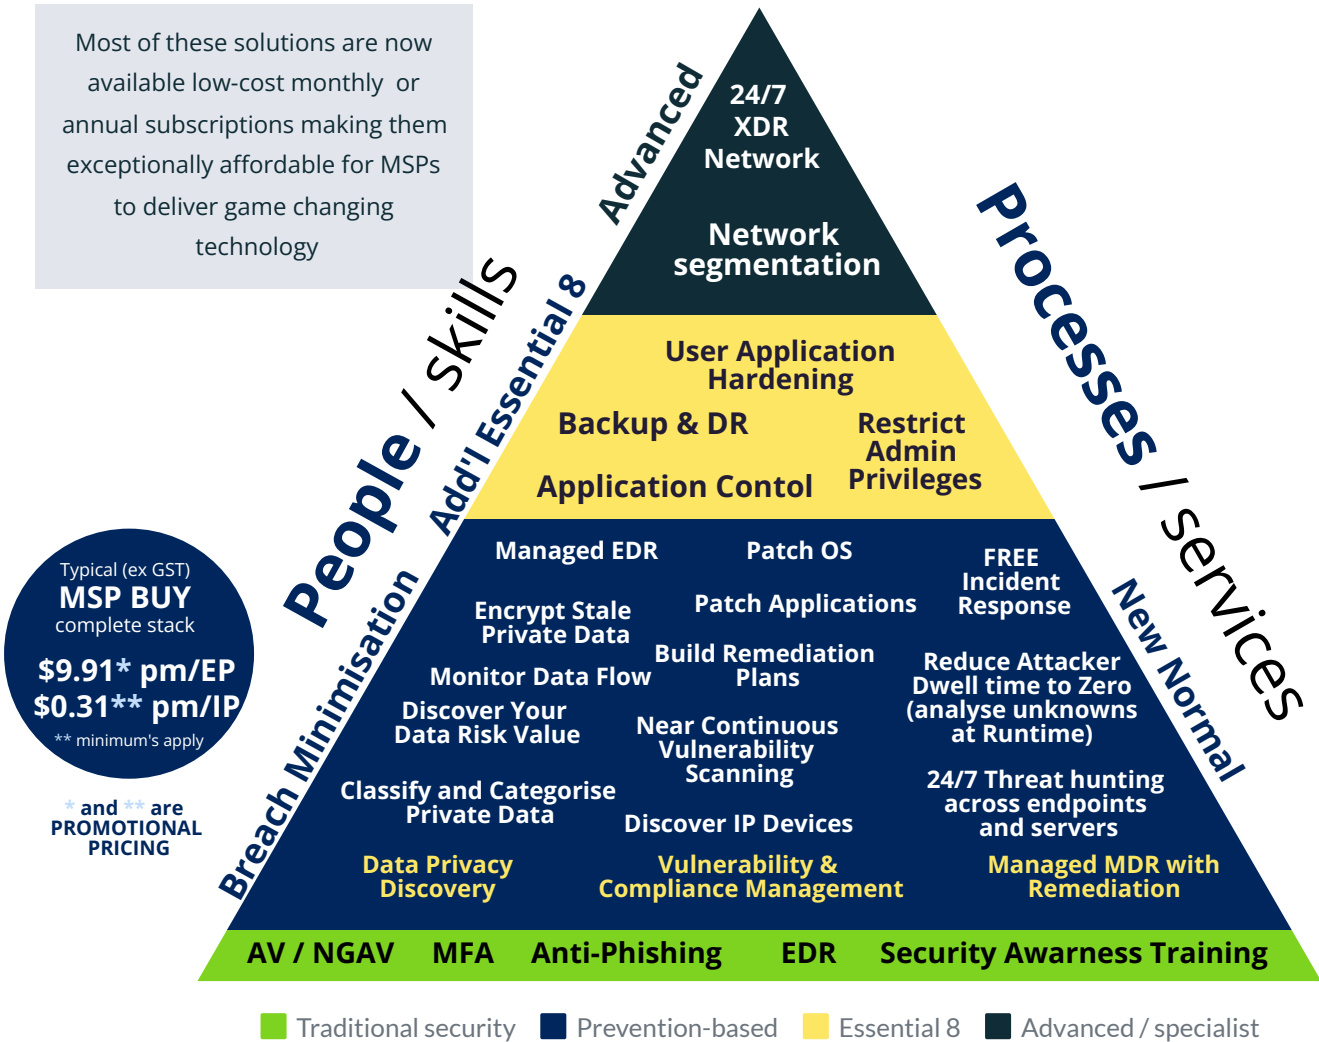 Most of these solutions are now
available low-cost monthly or
annual subscriptions making them
exceptionally affordable for MSPs
to deliver game changing
technology
Advanced
24/7
XDR
Network
Network
segmentation
People / skills
Processes / services
Add'l Essential 8
User Application
Hardening
Backup & DR
Restrict
Admin
Privileges
Application Contol
Breach Minimisation
New Normal
Managed EDR
Patch OS
FREE
Incident
Response
Encrypt Stale
Private Data
Patch Applications
Monitor Data Flow
Build Remediation
Plans
Reduce Attacker
Dwell time to Zero
(analyse unknowns
at Runtime)
Discover Your
Data Risk Value
Near Continuous
Vulnerability
Scanning
Classify and Categorise
Private Data
24/7 Threat hunting
across endpoints
and servers
Discover IP Devices
Data Privacy
Discovery
Vulnerability &
Compliance Management
Managed MDR with
Remediation
Typical (ex GST)
MSP BUY
complete stack
$9.91* pm/EP
$0.31** pm/IP
** minimum's apply
* and ** are
PROMOTIONAL
PRICING
AV / NGAV MFA Anti-Phishing EDR Security Awarness Training
Traditional security Prevention-based Essential 8 Advanced / specialist